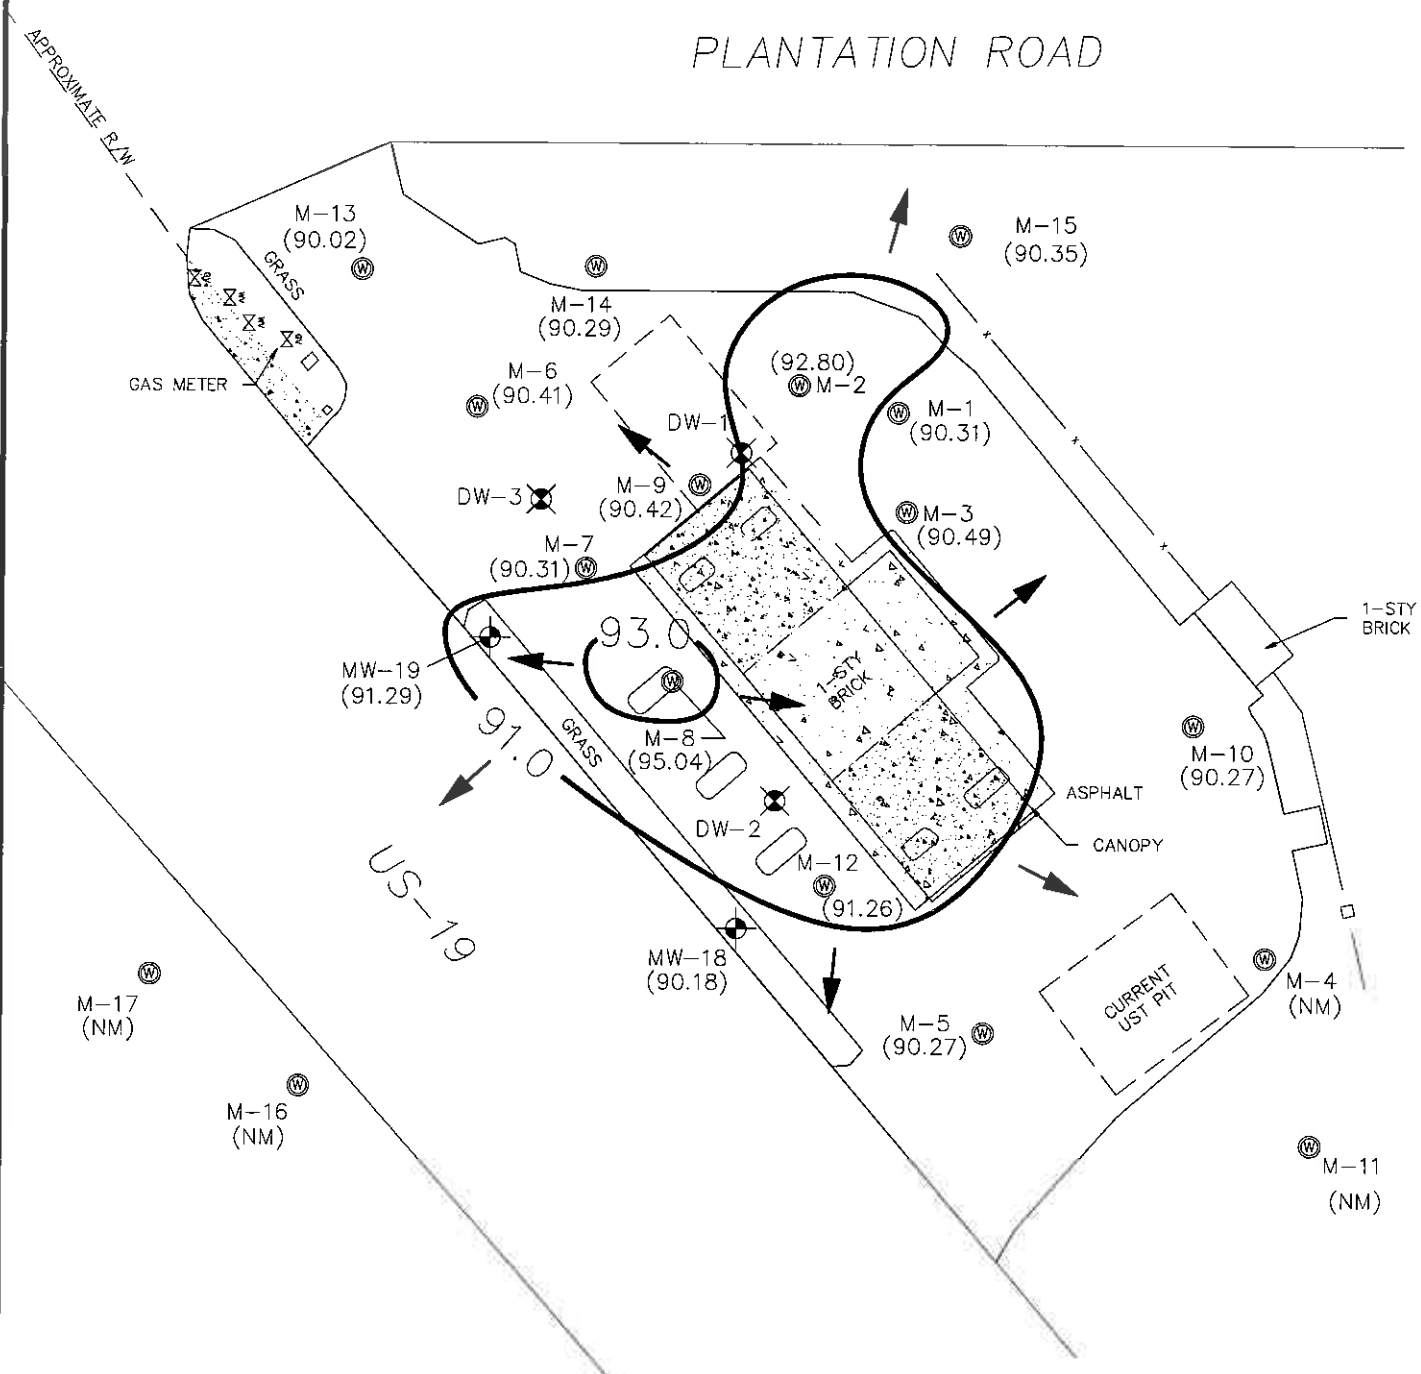 PLANTATION ROAD
APPROXIMATE R/W
M-13
(90.02)
GRASS
GAS METER
M-14
(90.29)
M-15
(90.35)
M-6
(90.41)
(92.80)
M-2
DW-1
M-1
(90.31)
M-9
(90.42)
DW-3
M-3
(90.49)
M-7
(90.31)
93.0
1-STY
BRICK
MW-19
(91.29)
1-STY
BRICK
91.0
GRASS
M-8
(95.04)
M-10
(90.27)
ASPHALT
DW-2
CANOPY
M-12
(91.26)
US-19
MW-18
(90.18)
M-17
(NM)
CURRENT
UST PIT
M-4
(NM)
M-5
(90.27)
M-16
(NM)
M-11
(NM)